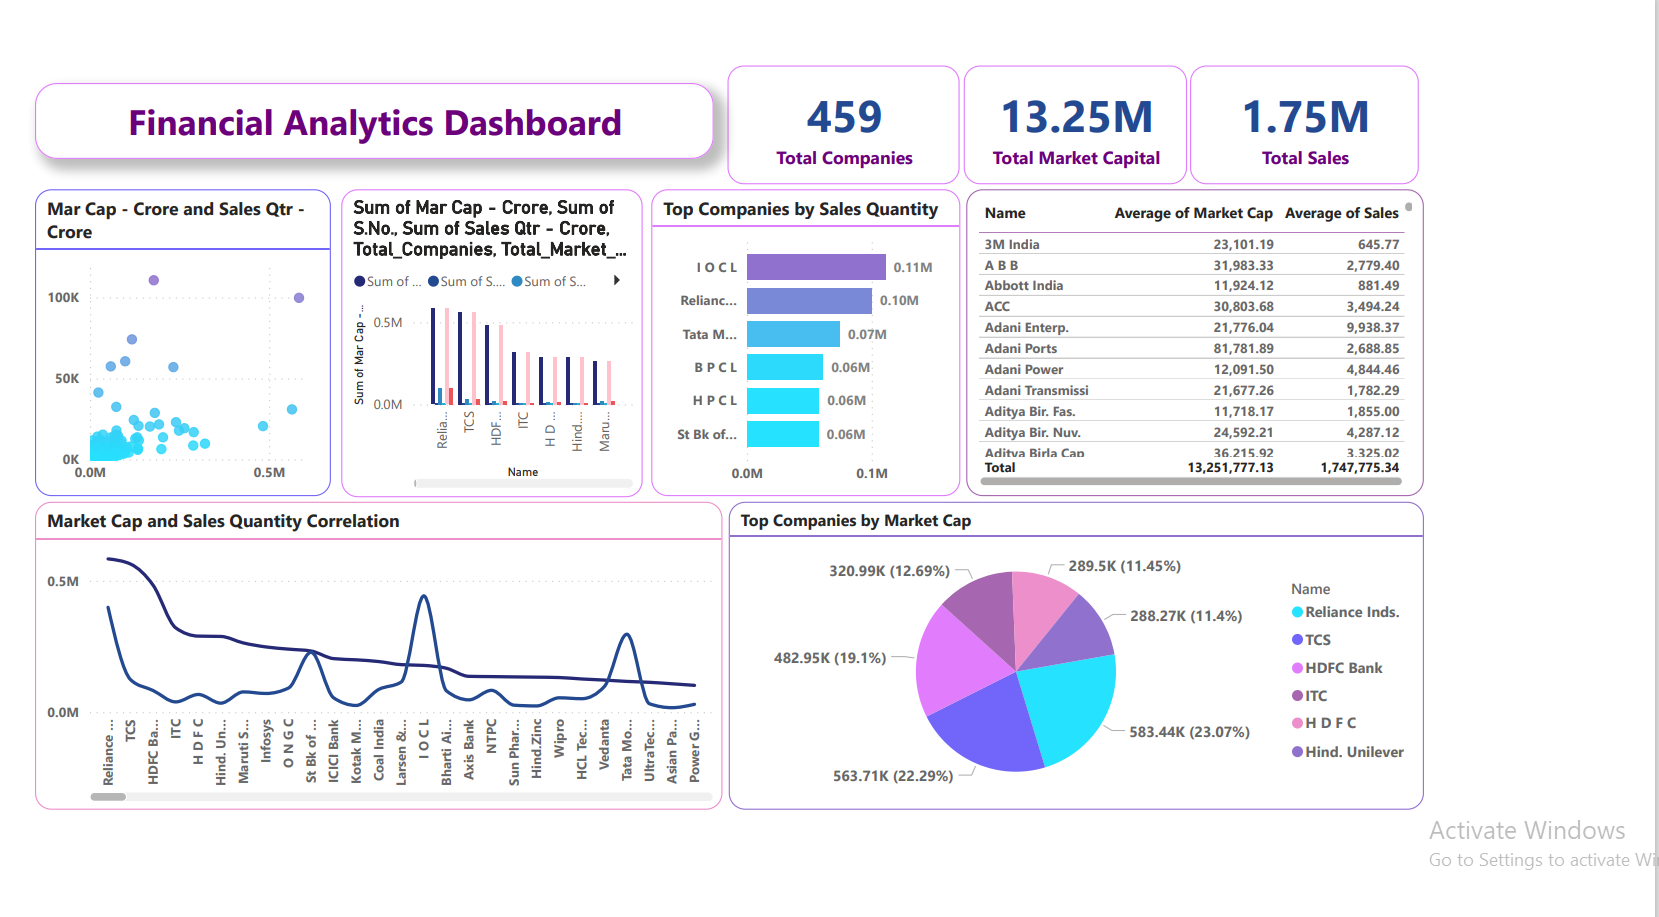 Financial Analytics Dashboard
459
Total Companies
13.25M
Total Market Capital
1.75M
Total Sales
Mar Cap - Crore and Sales Qtr -
Crore
100K
50K
0K
0.0M
0.5M
Sum of Mar Cap - Crore, Sum of
S.No., Sum of Sales Qtr - Crore,
Total_Companies, Total_Market_...
Sum of ...
Sum of S....
Sum of S...
Sum of Mar Cap -...
0.5M
0.0M
Relia...
TCS
HDF...
ITC
H D ...
Hind...
Maru...
Name
Top Companies by Sales Quantity
I O C L
0.11M
Relianc...
0.10M
Tata M...
0.07M
B P C L
0.06M
H P C L
0.06M
St Bk of...
0.06M
0.0M
0.1M
Name Average of Market Cap Average of Sales
3M India 23,101.19 645.77
A B B 31,983.33 2,779.40
Abbott India 11,924.12 881.49
ACC 30,803.68 3,494.24
Adani Enterp. 21,776.04 9,938.37
Adani Ports 81,781.89 2,688.85
Adani Power 12,091.50 4,844.46
Adani Transmissi 21,677.26 1,782.29
Aditya Bir. Fas. 11,718.17 1,855.00
Aditya Bir. Nuv. 24,592.21 4,287.12
Aditya Birla Cap 36,215.92 3,325.02
Total 13,251,777.13 1,747,775.34
Market Cap and Sales Quantity Correlation
0.5M
0.0M
Reliance ...
TCS
HDFC Ba...
ITC
H D F C
Hind. Un...
Maruti S...
Infosys
O N G C
St Bk of ...
ICICI Bank
Kotak M...
Coal India
Larsen &...
I O C L
Bharti Ai...
Axis Bank
NTPC
Sun Phar...
Hind.Zinc
Wipro
HCL Tec...
Vedanta
Tata Mo...
UltraTec...
Asian Pa...
Power G...
Top Companies by Market Cap
320.99K (12.69%)
289.5K (11.45%)
288.27K (11.4%)
482.95K (19.1%)
583.44K (23.07%)
563.71K (22.29%)
Name
Reliance Inds.
TCS
HDFC Bank
ITC
H D F C
Hind. Unilever
Activate Windows
Go to Settings to activate Wi